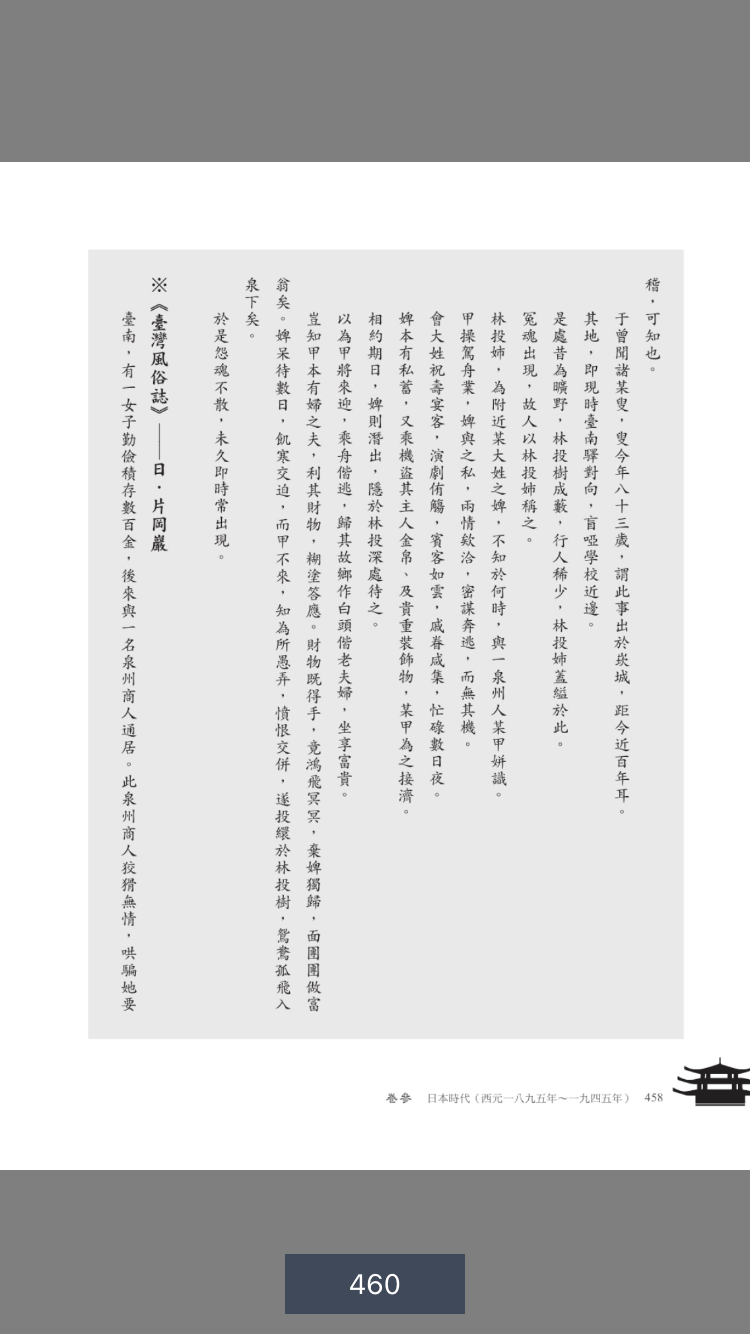 稽，可知也。
于曾聞諸某叟，叟今年八十三歲，謂此事出於崁城，距今近百年耳。
其地，即現時臺南驛對向，盲啞學校近邊。
是處昔為曠野，林投樹成藪，行人稀少，林投姉蓋縊於此。
冤魂出現，故人以林投姉稱之。
林投姉，為附近某大姓之婢，不知於何時，與一泉州人某甲姘識。
甲操駕舟業，婢與之私，兩情欸洽，密謀奔逃，而無其機。
會大姓祝壽宴客，演劇侑觴，賓客如雲，戚眷咸集，忙碌數日夜。
婢本有私蓄，又乘機盜其主人金帛、及貴重裝飾物，某甲為之接濟。
相約期日，婢則潛出，隱於林投深處待之。
以為甲將來迎，乘舟偕逃，歸其故鄉作白頭偕老夫婦，坐享富貴。
豈知甲本有婦之夫，利其財物，糊塗答應。財物既得手，竟鴻飛冥冥，棄婢獨歸，面團團做富
翁矣。婢呆待數日，飢寒交迫，而甲不來，知為所愚弄，憤恨交併，遂投繯於林投樹，鴛鴦孤飛入
泉下矣。
於是怨魂不散，未久即時常出現。
※《臺灣風俗誌》——日．片岡巖
臺南，有一女子勤儉積存數百金，後來與一名泉州商人通居。此泉州商人狡猾無情，哄騙她要
卷參 日本時代（西元一八九五年～一九四五年） 458
460